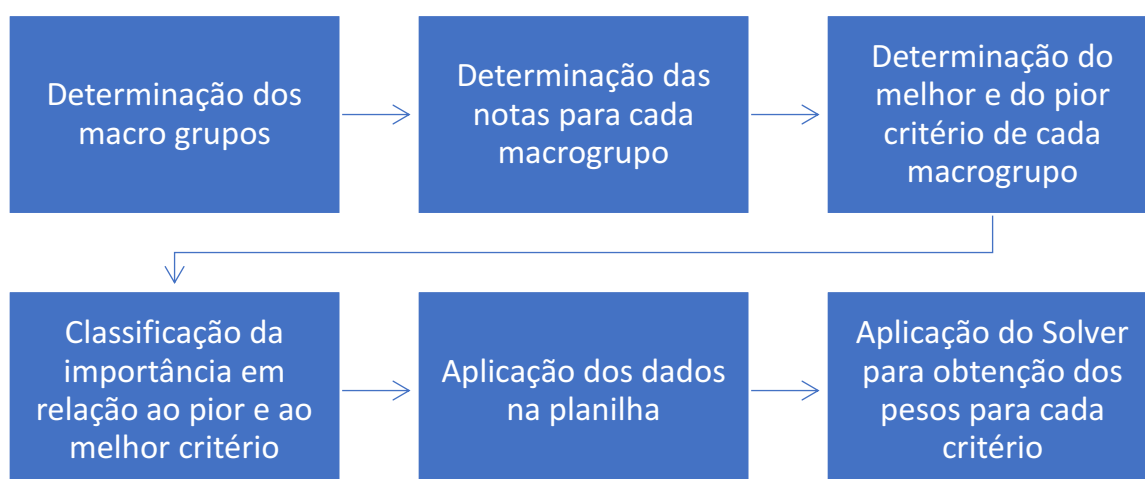 Determinação dos
macro grupos
Determinação das
notas para cada
macrogrupo
Determinação do
melhor e do pior
critério de cada
macrogrupo
Classificação da
importância em
relação ao pior e ao
melhor critério
Aplicação dos dados
na planilha
Aplicação do Solver
para obtenção dos
pesos para cada
critério